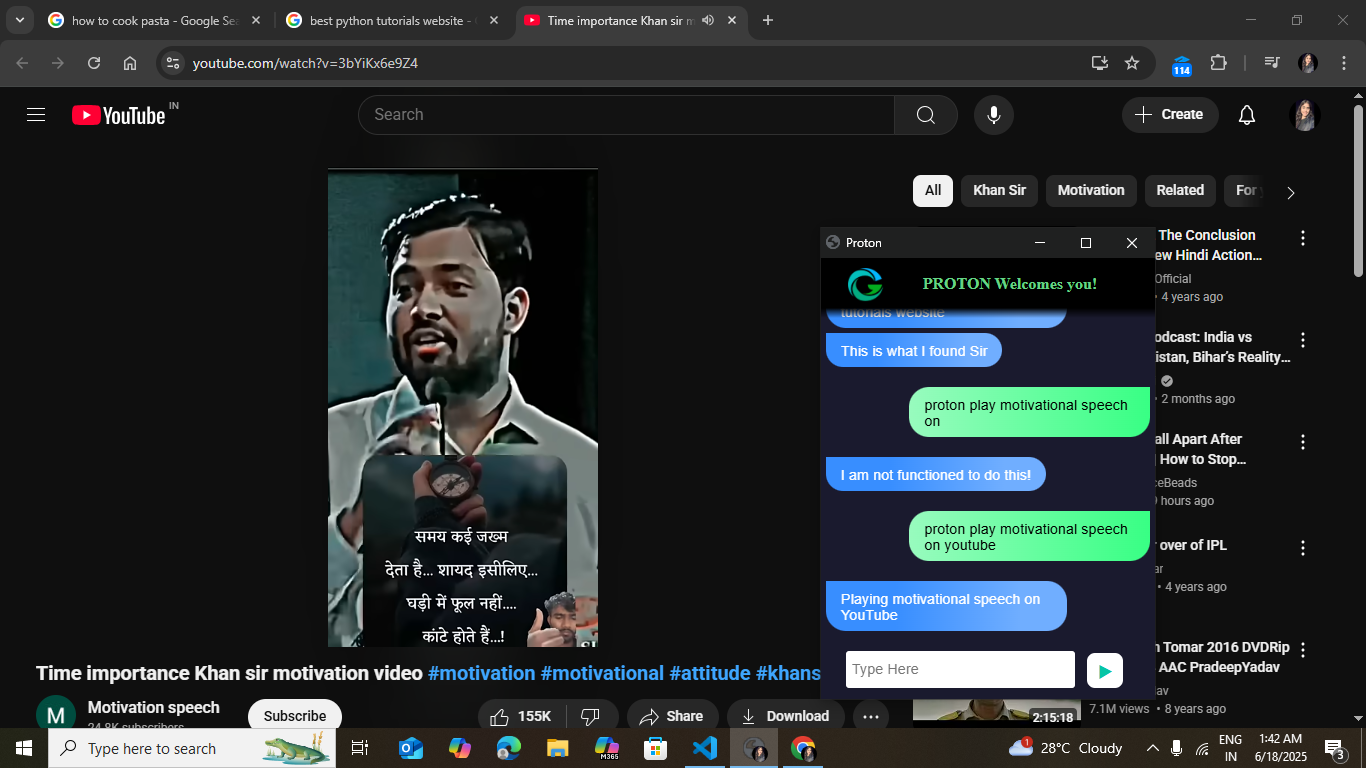 how to cook pasta - Google Sea
best python tutorials website -
Time importance Khan sir m
youtube.com/watch?v=3bYiKx6e9Z4
114
YouTube IN
Search
Create
All
Khan Sir
Motivation
Related
For
The Conclusion
ew Hindi Action...
Official
• 4 years ago
odcast: India vs
istan, Bihar's Reality...
• 2 months ago
all Apart After
How to Stop...
ceBeads
hours ago
over of IPL
ar
• 4 years ago
Tomar 2016 DVDRip
AAC PradeepYadav
7.1M views • 8 years ago
2:15:18
Proton
PROTON Welcomes you!
tutorials website
This is what I found Sir
proton play motivational speech
on
I am not functioned to do this!
proton play motivational speech
on youtube
Playing motivational speech on
YouTube
Type Here
समय कई जख्म
देता है... शायद इसीलिए...
घड़ी में फूल नहीं....
कांटे होते हैं...!
Time importance Khan sir motivation video #motivation #motivational #attitude #khans
M
Motivation speech
24.8K subscribers
Subscribe
155K
Share
Download
Type here to search
M365
1
28°C Cloudy
ENG
IN
1:42 AM
6/18/2025
3